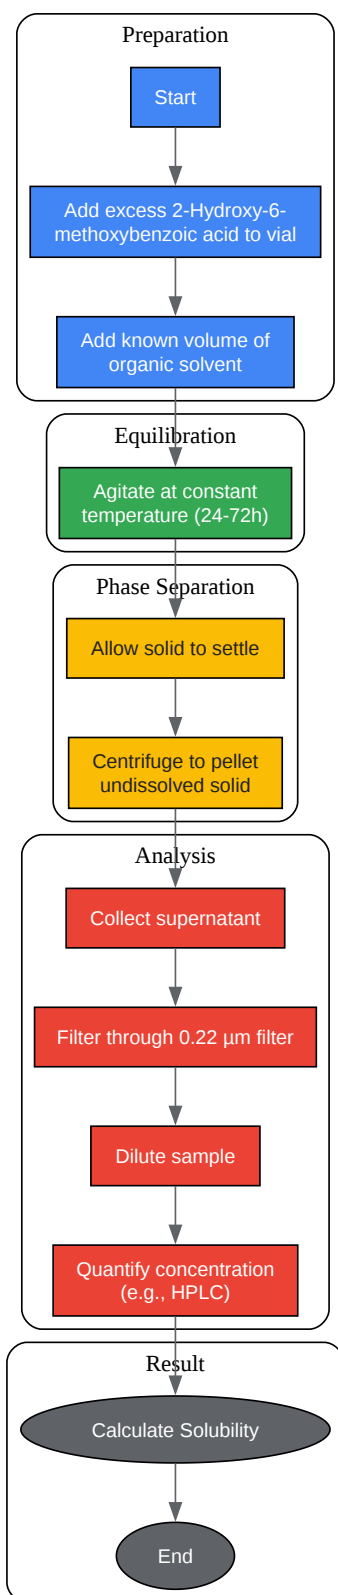 Preparation
Start
Add excess 2-Hydroxy-6-
methoxybenzoic acid to vial
Add known volume of
organic solvent
Equilibration
Agitate at constant
temperature (24-72h)
Phase Separation
Allow solid to settle
Centrifuge to pellet
undissolved solid
Analysis
Collect supernatant
Filter through 0.22 µm filter
Dilute sample
Quantify concentration
(e.g., HPLC)
Result
Calculate Solubility
End